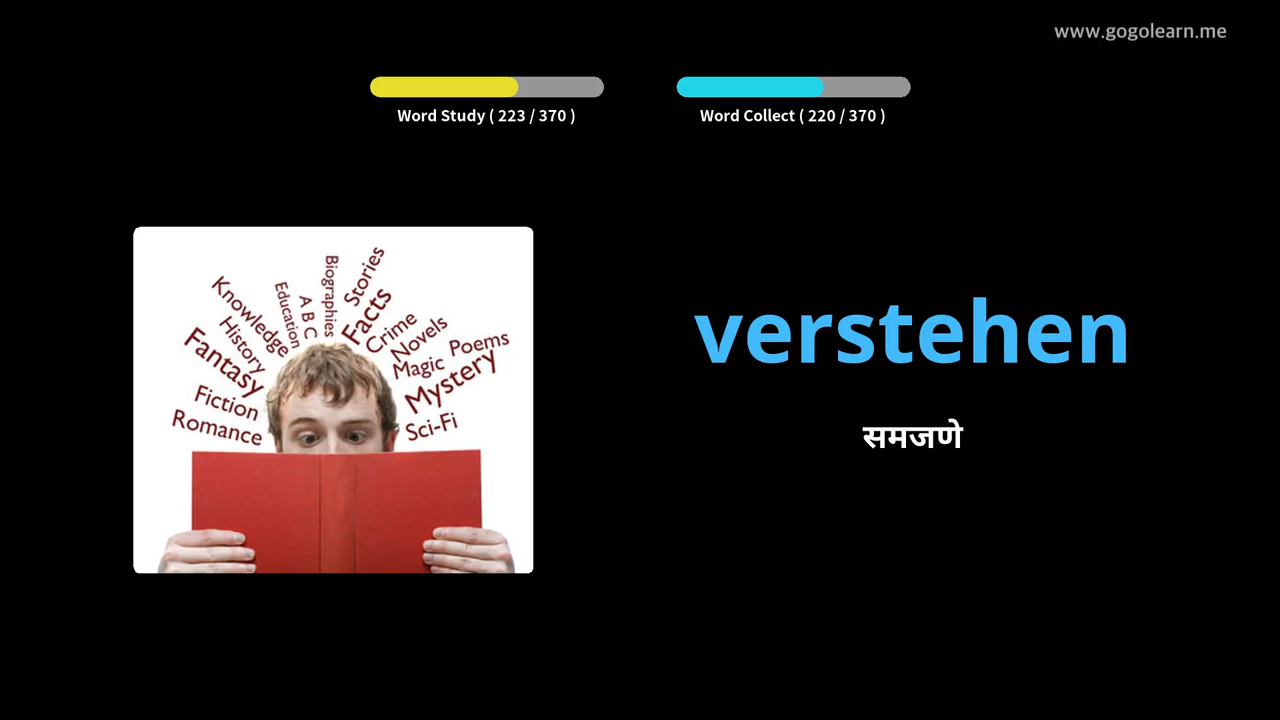 www.gogolearn.me
Word Study ( 223 / 370 )
Word Collect ( 220 / 370 )
Stories
Biographies
Education
A B C
Facts
Knowledge
Crime
History
Novels
Poems
Fantasy
Magic
Mystery
Fiction
Romance
Sci-Fi
verstehen
समजणे